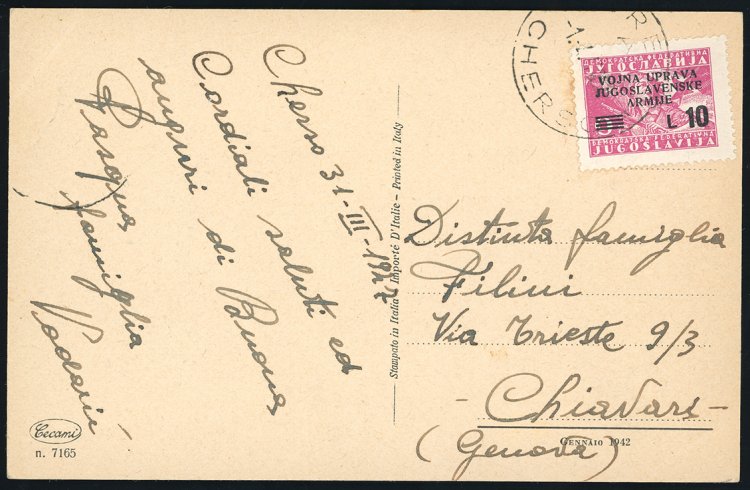 Cherso 31-III-1947
Cordiali saluti ed
auguri di Buona
Pasqua
famiglia
Vodarić
Cecami
n. 7165
Stampato in Italia - Importé D'Italie - Printed in Italy
CHERSO
ДЕМОКРАТСКА ФЕДЕРАТИВНА
ЈУГОСЛАВИЈА
VOJNA UPRAVA
JUGOSLAVENSKE
ARMIJE
L 10
DEMOKRATSKA FEDERATIVNA
JUGOSLAVIJA
Distinta famiglia
Filini
Via Trieste 9/3
Chiavari
GENNAIO 1942
(Genova)